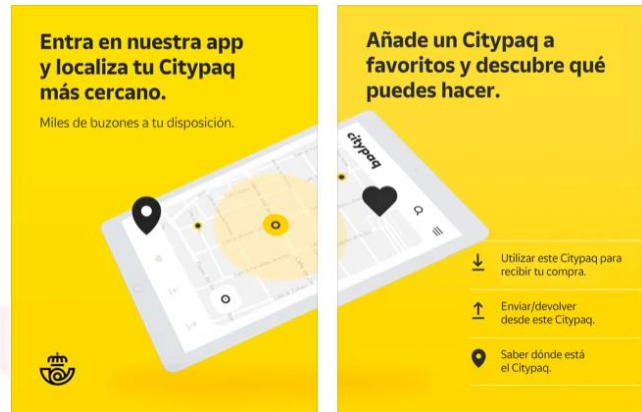 Entra en nuestra app
y localiza tu Citypaq
más cercano.
Miles de buzones a tu disposición.
Añade un Citypaq a
favoritos y descubre qué
puedes hacer.
citypaq
Utilizar este Citypaq para
recibir tu compra.
Enviar/devolver
desde este Citypaq.
Saber dónde está
el Citypaq.